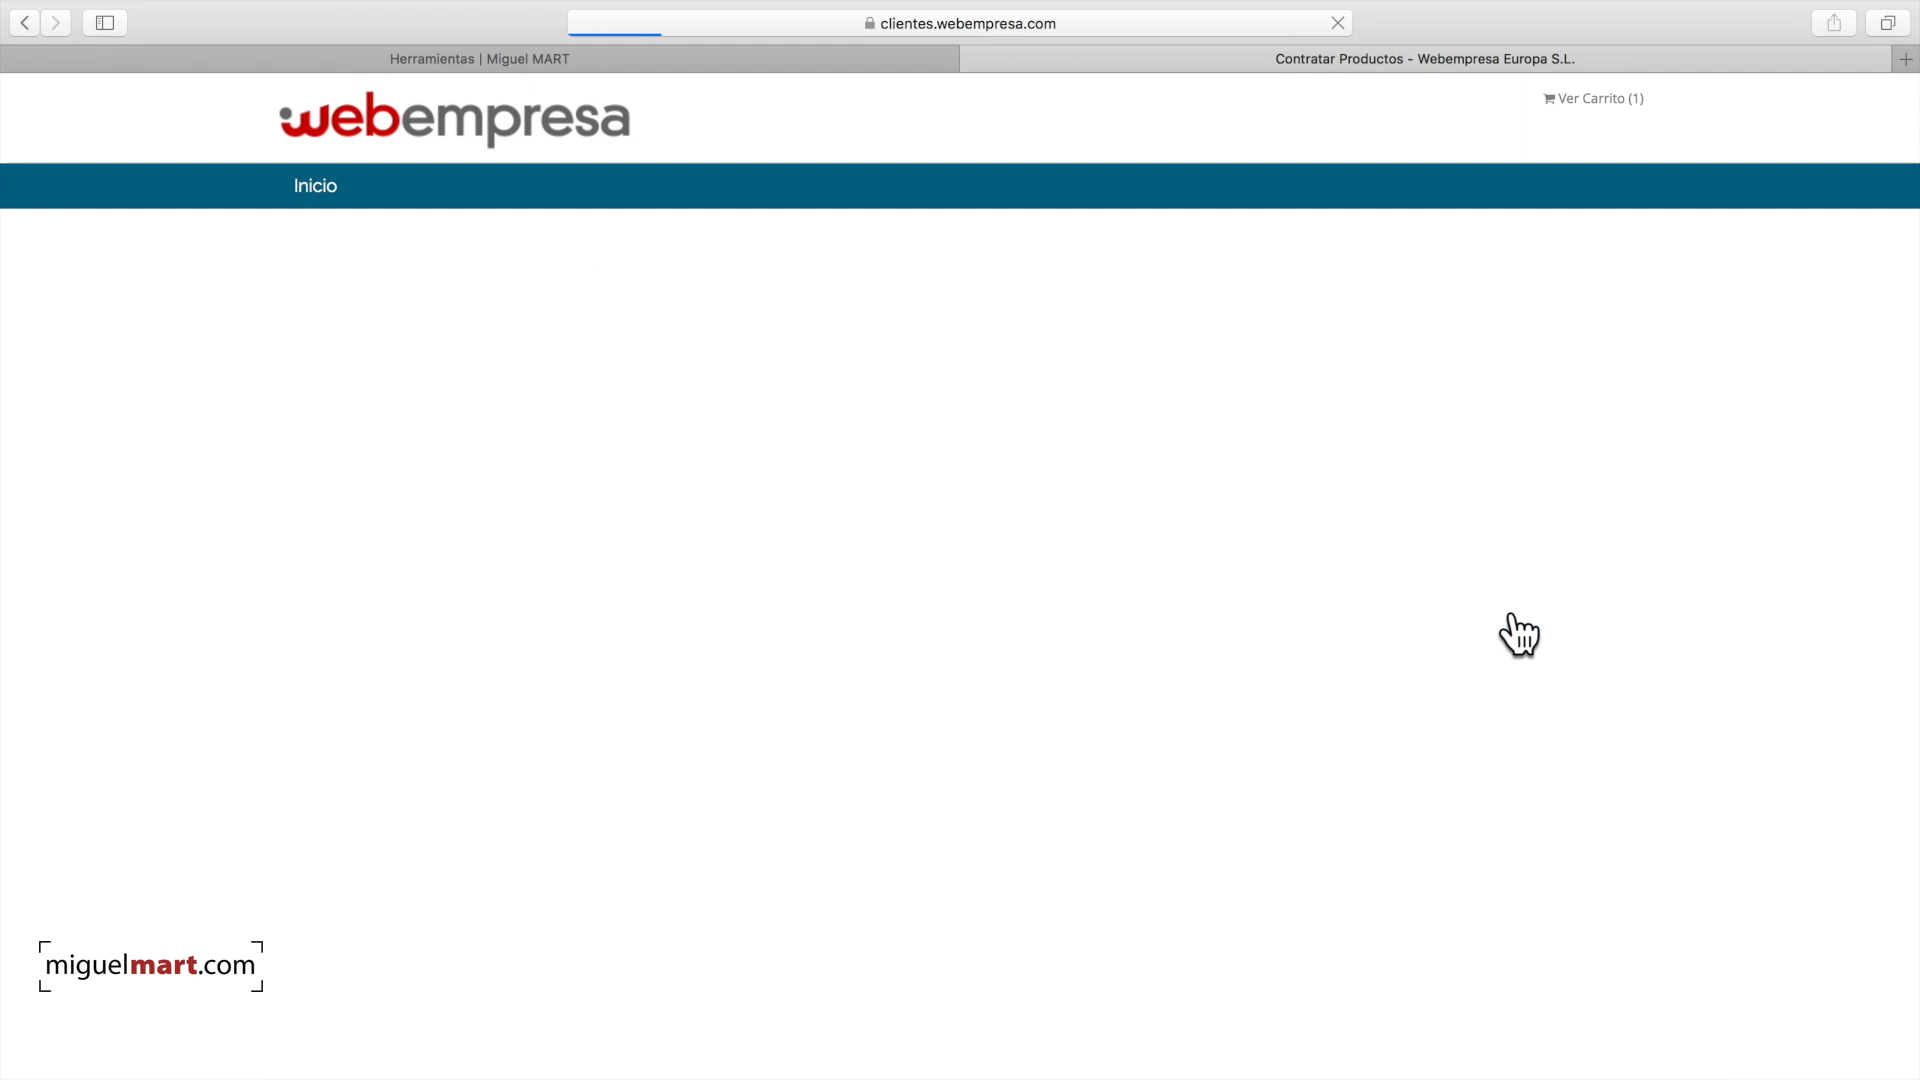 clientes.webempresa.com
Herramientas | Miguel MART
Contratar Productos - Webempresa Europa S.L.
webempresa
Ver Carrito (1)
Inicio
miguelmart.com